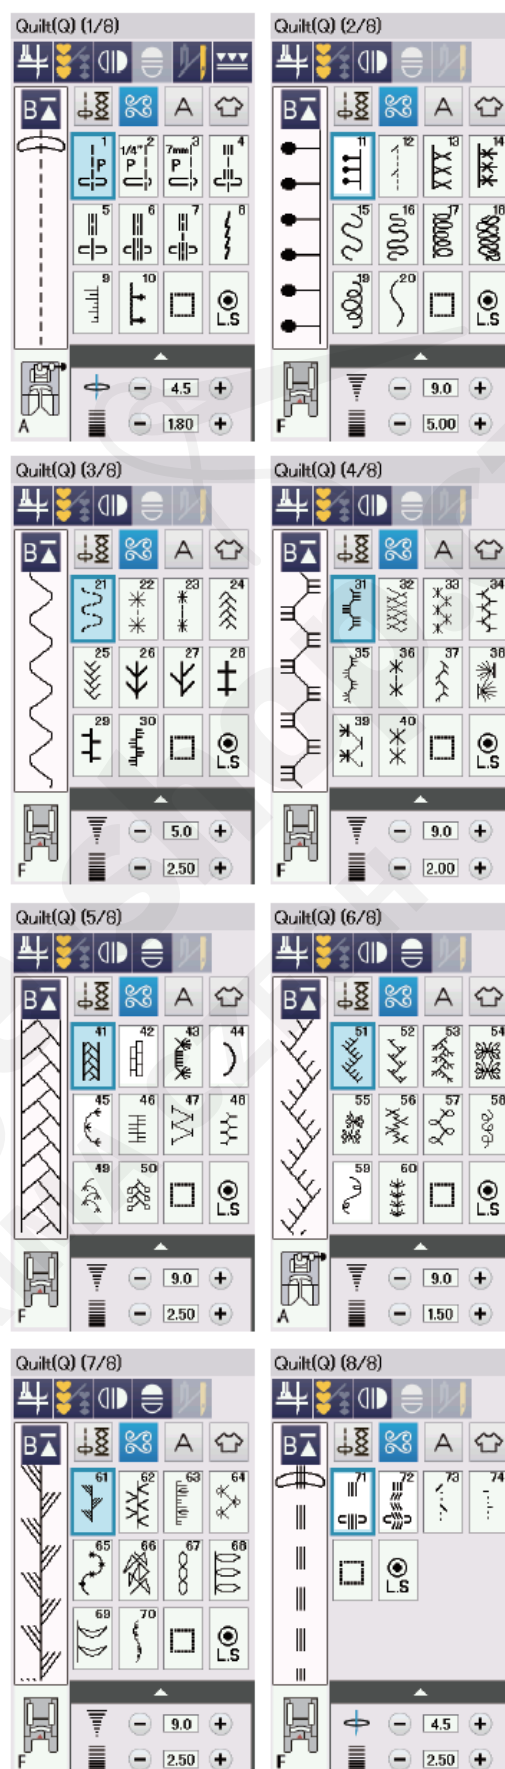 Quilt(Q) (1/8)
B A
1 2 3 4
P 1/4" P 7mm P
5 6 7 8
9 10
L.S
4.5
A
1.80
Quilt(Q) (2/8)
B A
11 12 13 14
15 16 17 18
19 20
L.S
9.0
F
5.00
Quilt(Q) (3/8)
B A
21 22 23 24
25 26 27 28
29 30
L.S
5.0
F
2.50
Quilt(Q) (4/8)
B A
31 32 33 34
35 36 37 38
39 40
L.S
9.0
F
2.00
Quilt(Q) (5/8)
B A
41 42 43 44
45 46 47 48
49 50
L.S
9.0
F
2.50
Quilt(Q) (6/8)
B A
51 52 53 54
55 56 57 58
59 60
L.S
9.0
A
1.50
Quilt(Q) (7/8)
B A
61 62 63 64
65 66 67 68
69 70
L.S
9.0
F
2.50
Quilt(Q) (8/8)
B A
71 72 73 74
L.S
4.5
F
2.50